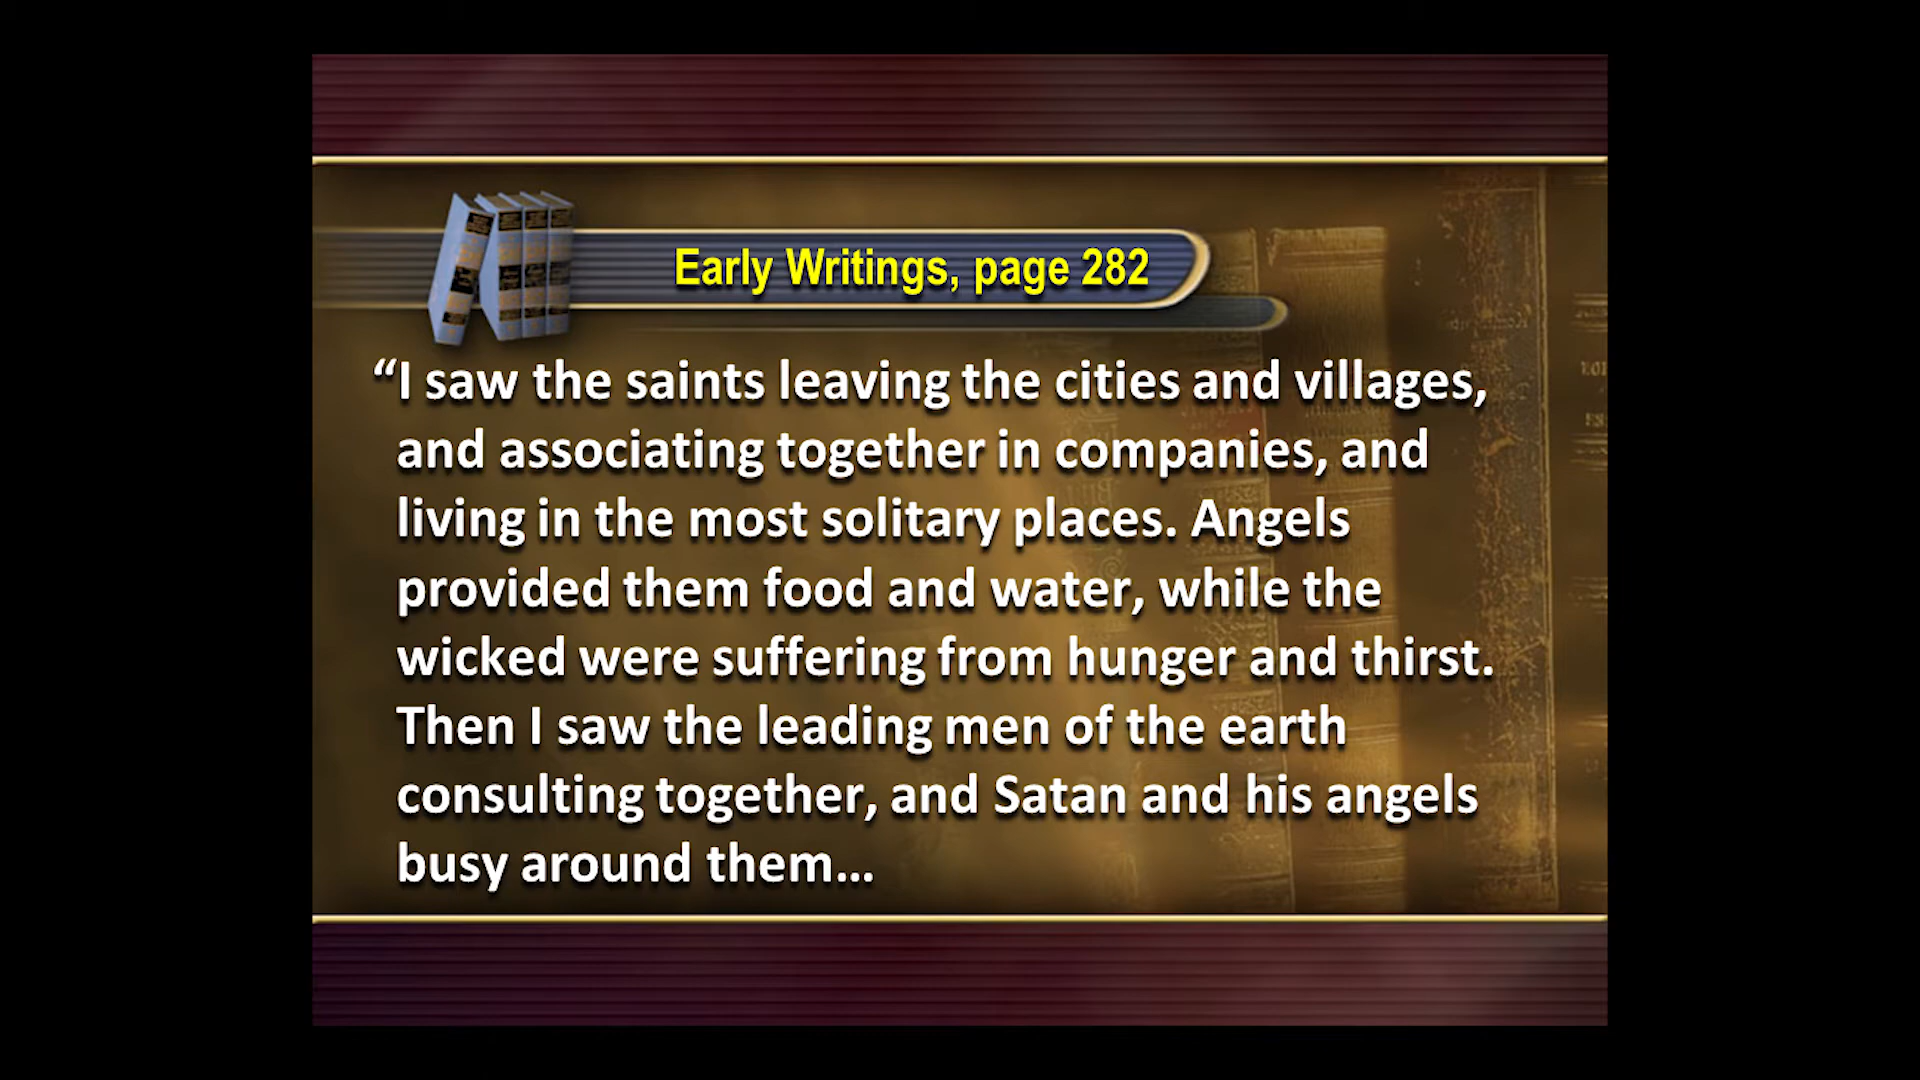 Early Writings, page 282
“I saw the saints leaving the cities and villages,
and associating together in companies, and
living in the most solitary places. Angels
provided them food and water, while the
wicked were suffering from hunger and thirst.
Then I saw the leading men of the earth
consulting together, and Satan and his angels
busy around them...